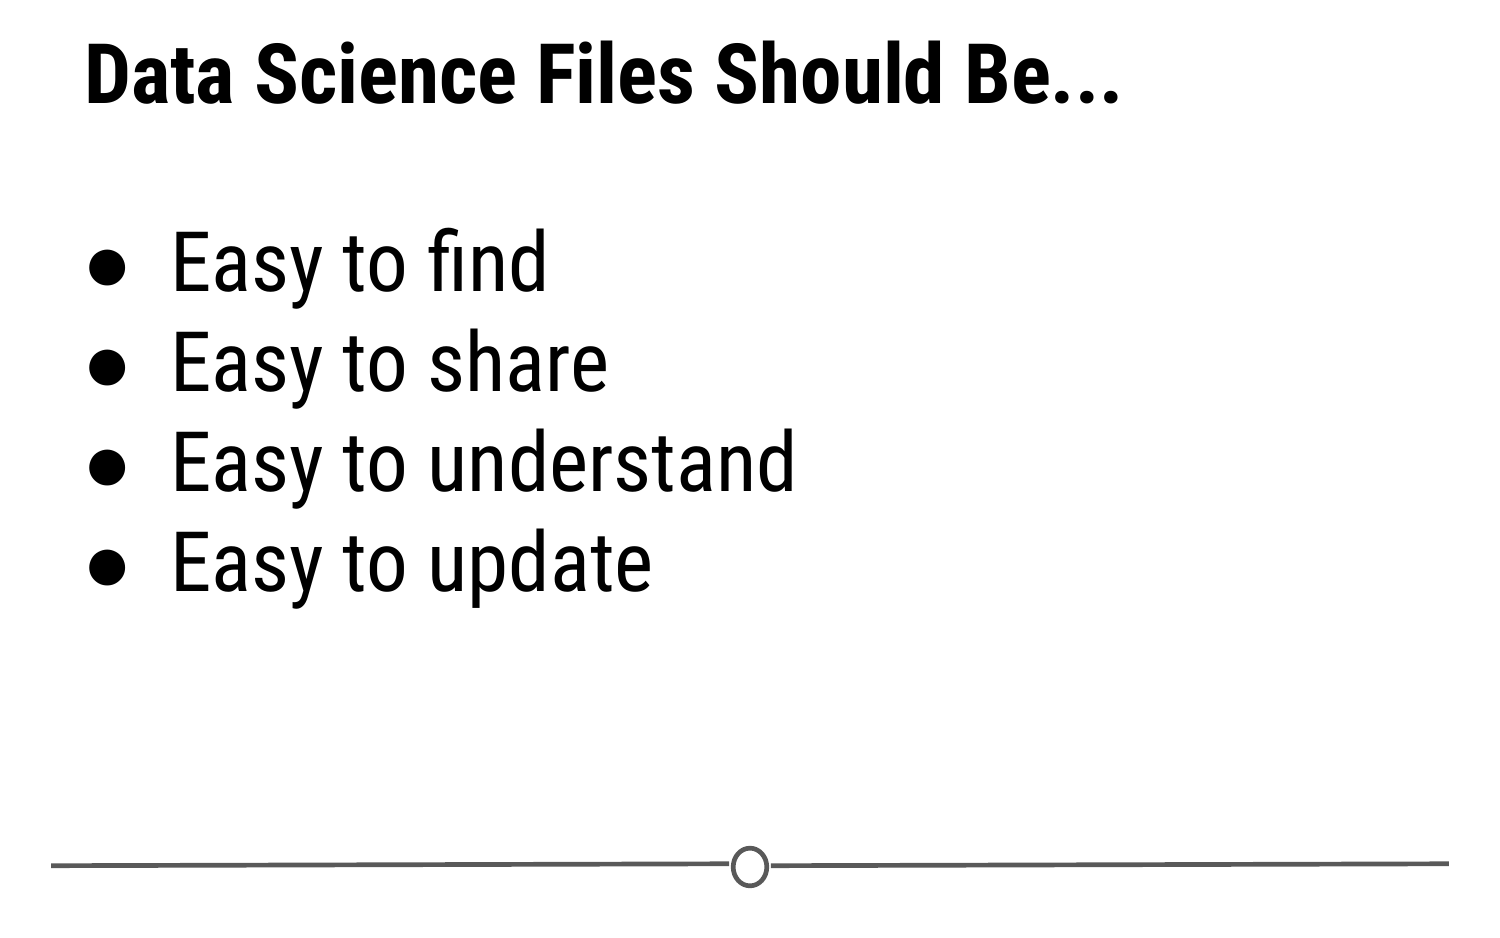 Data Science Files Should Be...
● Easy to find
● Easy to share
● Easy to understand
● Easy to update